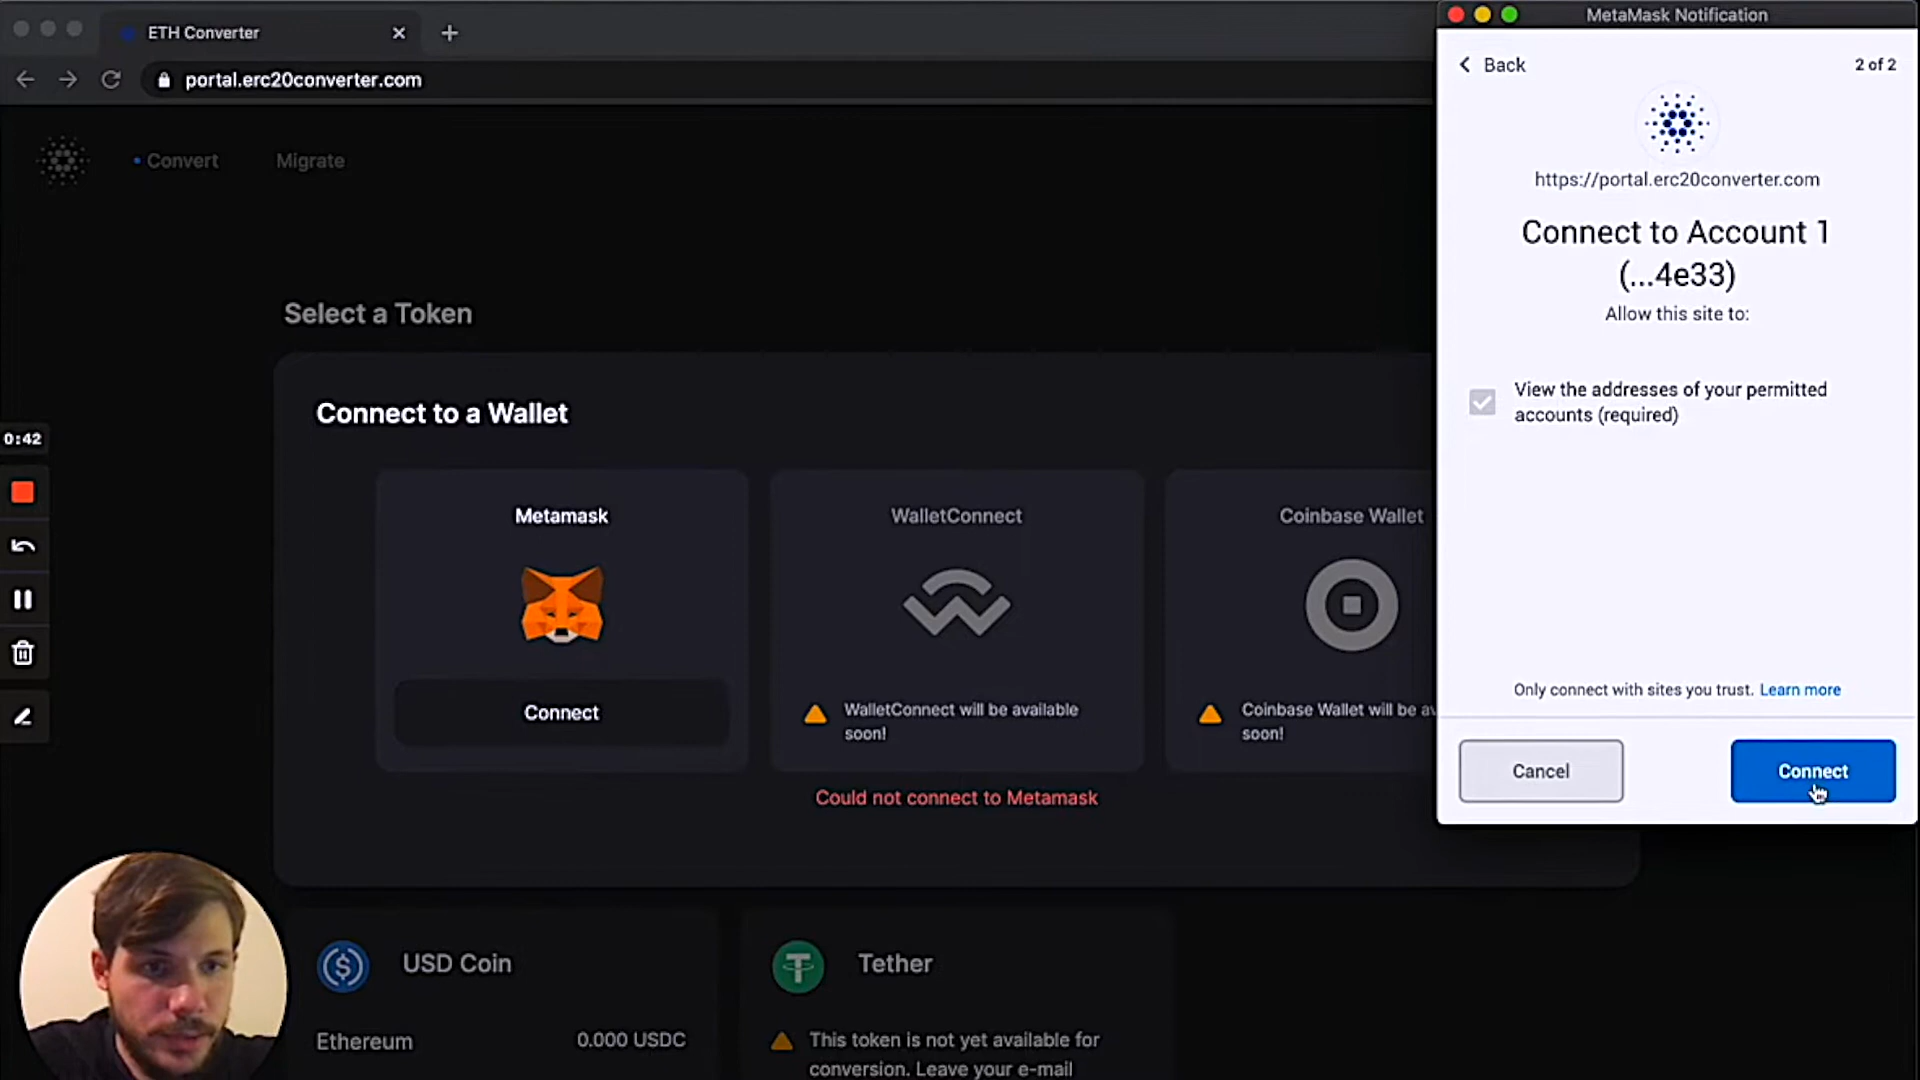 ETH Converter
portal.erc20converter.com
Convert
Migrate
Select a Token
Connect to a Wallet
0:42
Metamask
Connect
WalletConnect
WalletConnect will be available
soon!
Coinbase Wallet
Coinbase Wallet will be
soon!
Could not connect to Metamask
USD Coin
Ethereum
0.000 USDC
Tether
This token is not yet available for
conversion. Leave your e-mail
MetaMask Notification
Back
2 of 2
https://portal.erc20converter.com
Connect to Account 1
(...4e33)
Allow this site to:
View the addresses of your permitted
accounts (required)
Only connect with sites you trust. Learn more
Cancel
Connect